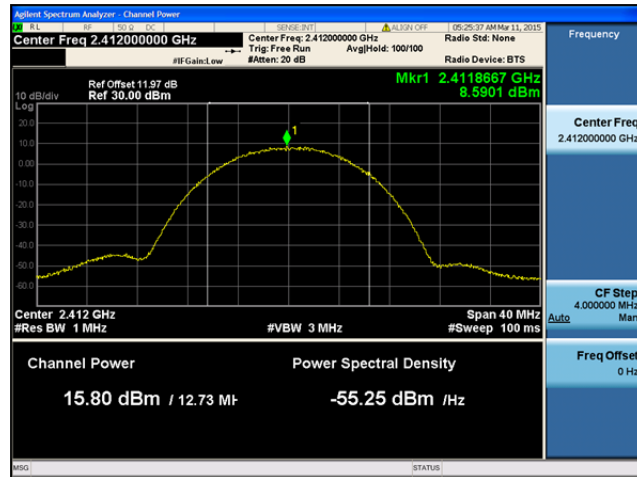 Agilent Spectrum Analyzer - Channel Power
RL RF 50 Ω DC SENSE:INT ALIGN OFF 05:25:37 AM Mar 11, 2015
Center Freq 2.412000000 GHz
Center Freq: 2.412000000 GHz Radio Std: None
Trig: Free Run Avg|Hold: 100/100
#IFGain:Low #Atten: 20 dB Radio Device: BTS
Frequency
Ref Offset 11.97 dB
Ref 30.00 dBm
Mkr1 2.4118667 GHz
8.5901 dBm
10 dB/div
Log
20.0
10.0
0.00
-10.0
-20.0
-30.0
-40.0
-50.0
-60.0
1
Center 2.412 GHz Span 40 MHz
#Res BW 1 MHz #VBW 3 MHz #Sweep 100 ms
Channel Power Power Spectral Density
15.80 dBm / 12.73 MH -55.25 dBm /Hz
Center Freq
2.412000000 GHz
CF Step
4.000000 MHz
Auto Man
Freq Offset
0 Hz
MSG STATUS